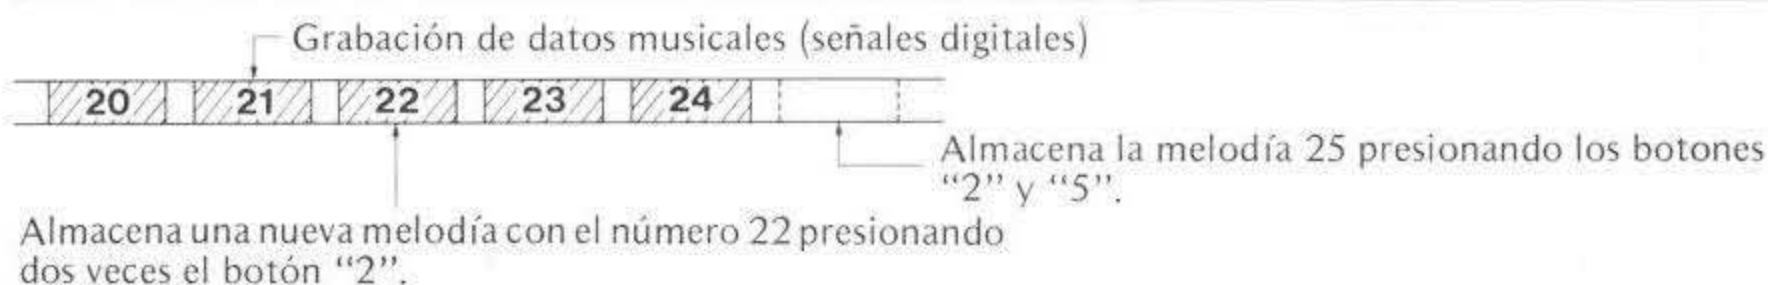 Grabación de datos musicales (señales digitales)
20 21 22 23 24
Almacena la melodía 25 presionando los botones
“2” y “5”.
Almacena una nueva melodía con el número 22 presionando
dos veces el botón “2”.